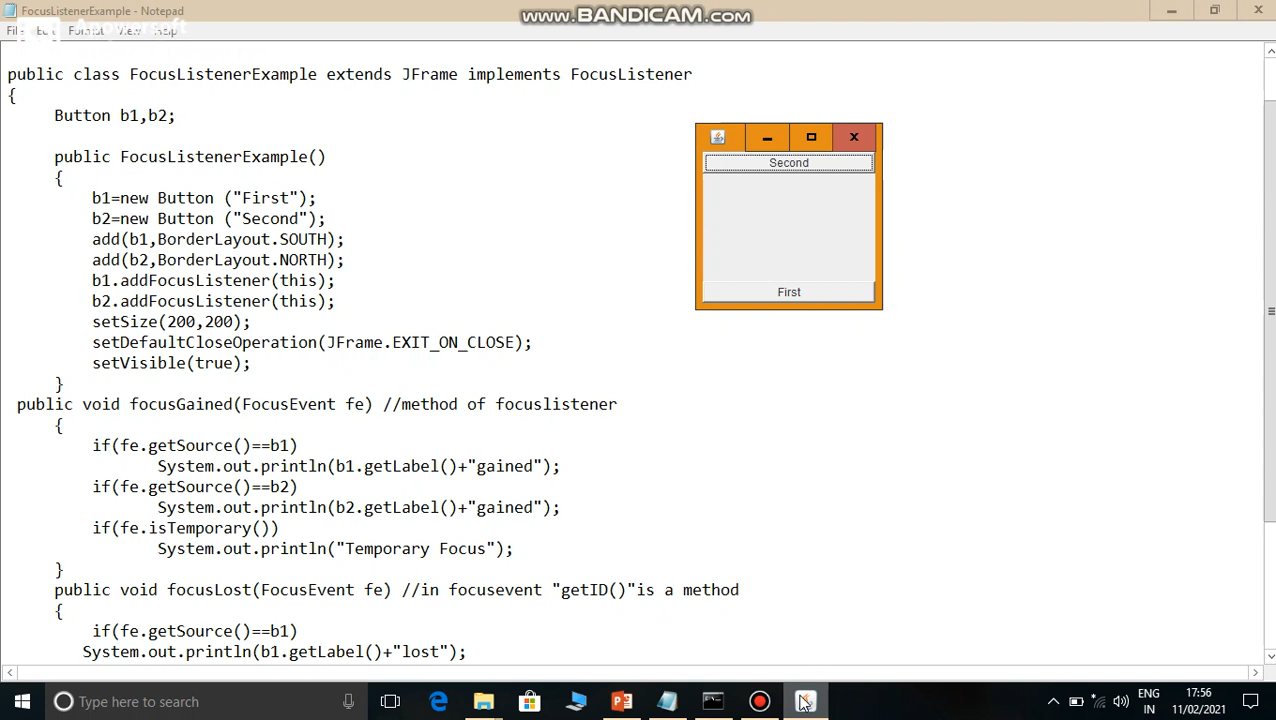 FocusListenerExample - Notepad
www.BANDICAM.com
Apowersoft
Format
View
Help
public class FocusListenerExample extends JFrame implements FocusListener
{
Button b1,b2;
public FocusListenerExample()
{
b1=new Button ("First");
b2=new Button ("Second");
add(b1,BorderLayout.SOUTH);
add(b2,BorderLayout.NORTH);
b1.addFocusListener(this);
b2.addFocusListener(this);
setSize(200,200);
setDefaultCloseOperation(JFrame.EXIT_ON_CLOSE);
setVisible(true);
}
public void focusGained(FocusEvent fe) //method of focuslistener
{
if(fe.getSource()==b1)
System.out.println(b1.getLabel()+"gained");
if(fe.getSource()==b2)
System.out.println(b2.getLabel()+"gained");
if(fe.isTemporary())
System.out.println("Temporary Focus");
}
public void focusLost(FocusEvent fe) //in focusevent "getID()"is a method
{
if(fe.getSource()==b1)
System.out.println(b1.getLabel()+"lost");
Second
First
Type here to search
ENG
IN
17:56
11/02/2021